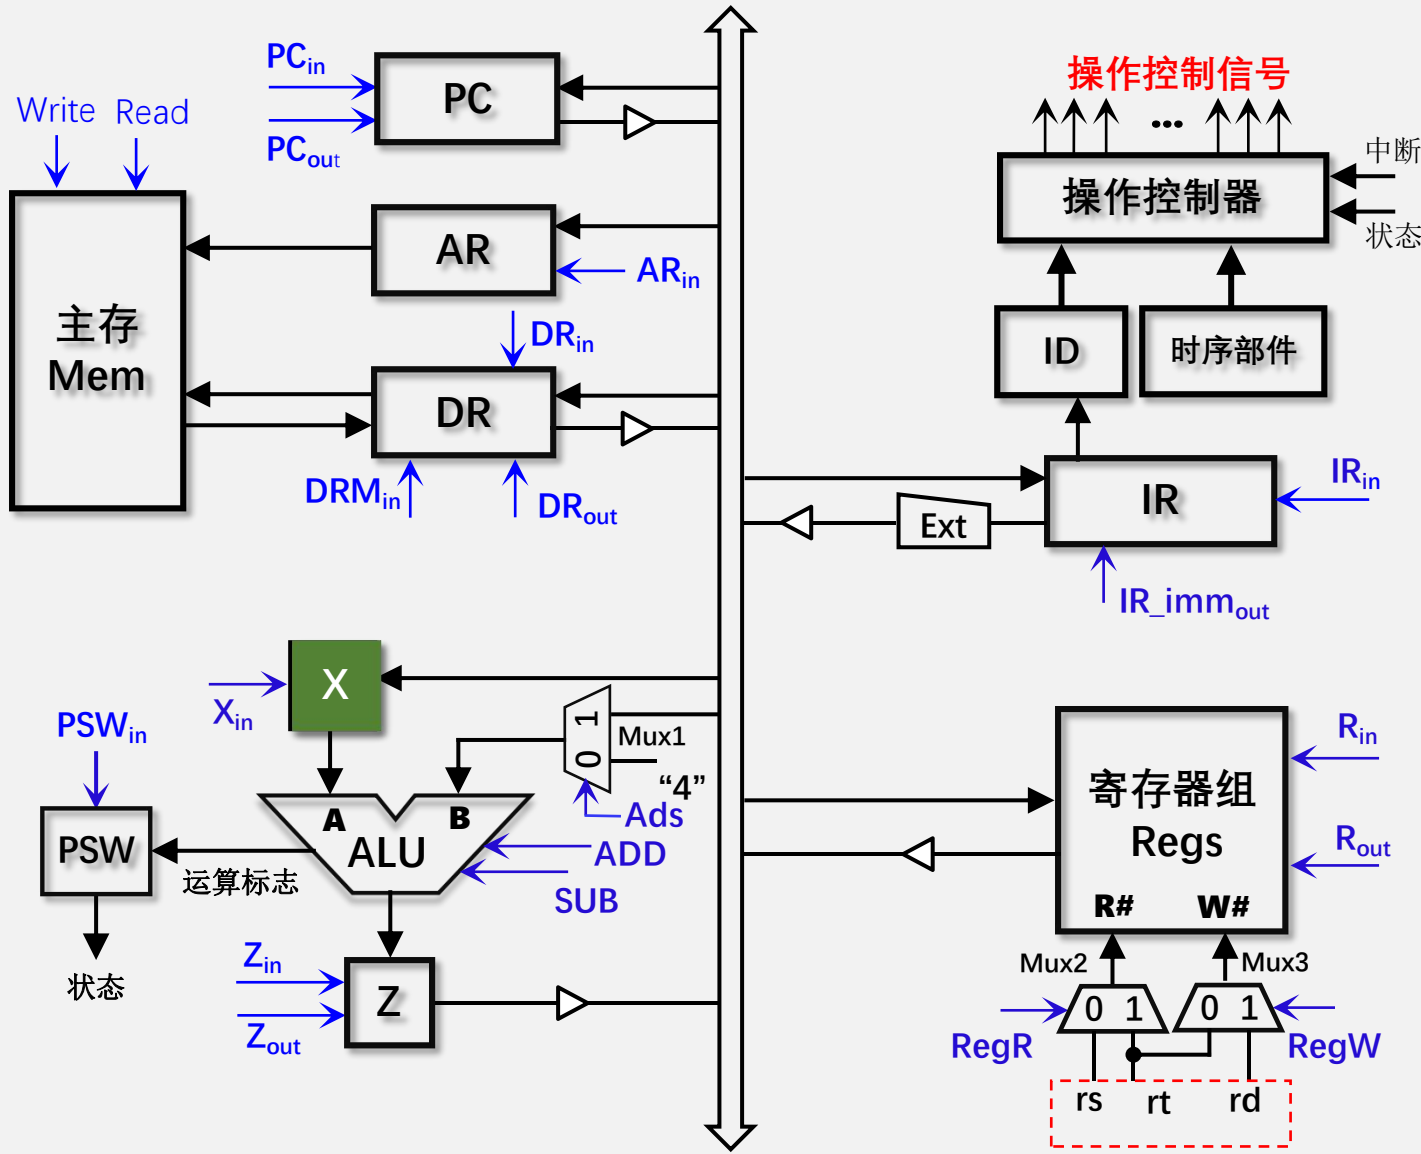 PCin
PC
PCout
Write
Read
AR
ARin
主存
Mem
DRin
DR
DRMin
DRout
操作控制信号
...
操作控制器
中断
状态
ID
时序部件
IR
IRin
Ext
IR_immout
X
Xin
1
0
Mux1
“4”
Ads
PSWin
PSW
A
B
ALU
ADD
SUB
运算标志
状态
Zin
Z
Zout
寄存器组
Regs
Rin
Rout
R#
W#
Mux2
Mux3
0 1
0 1
RegR
RegW
rs
rt
rd